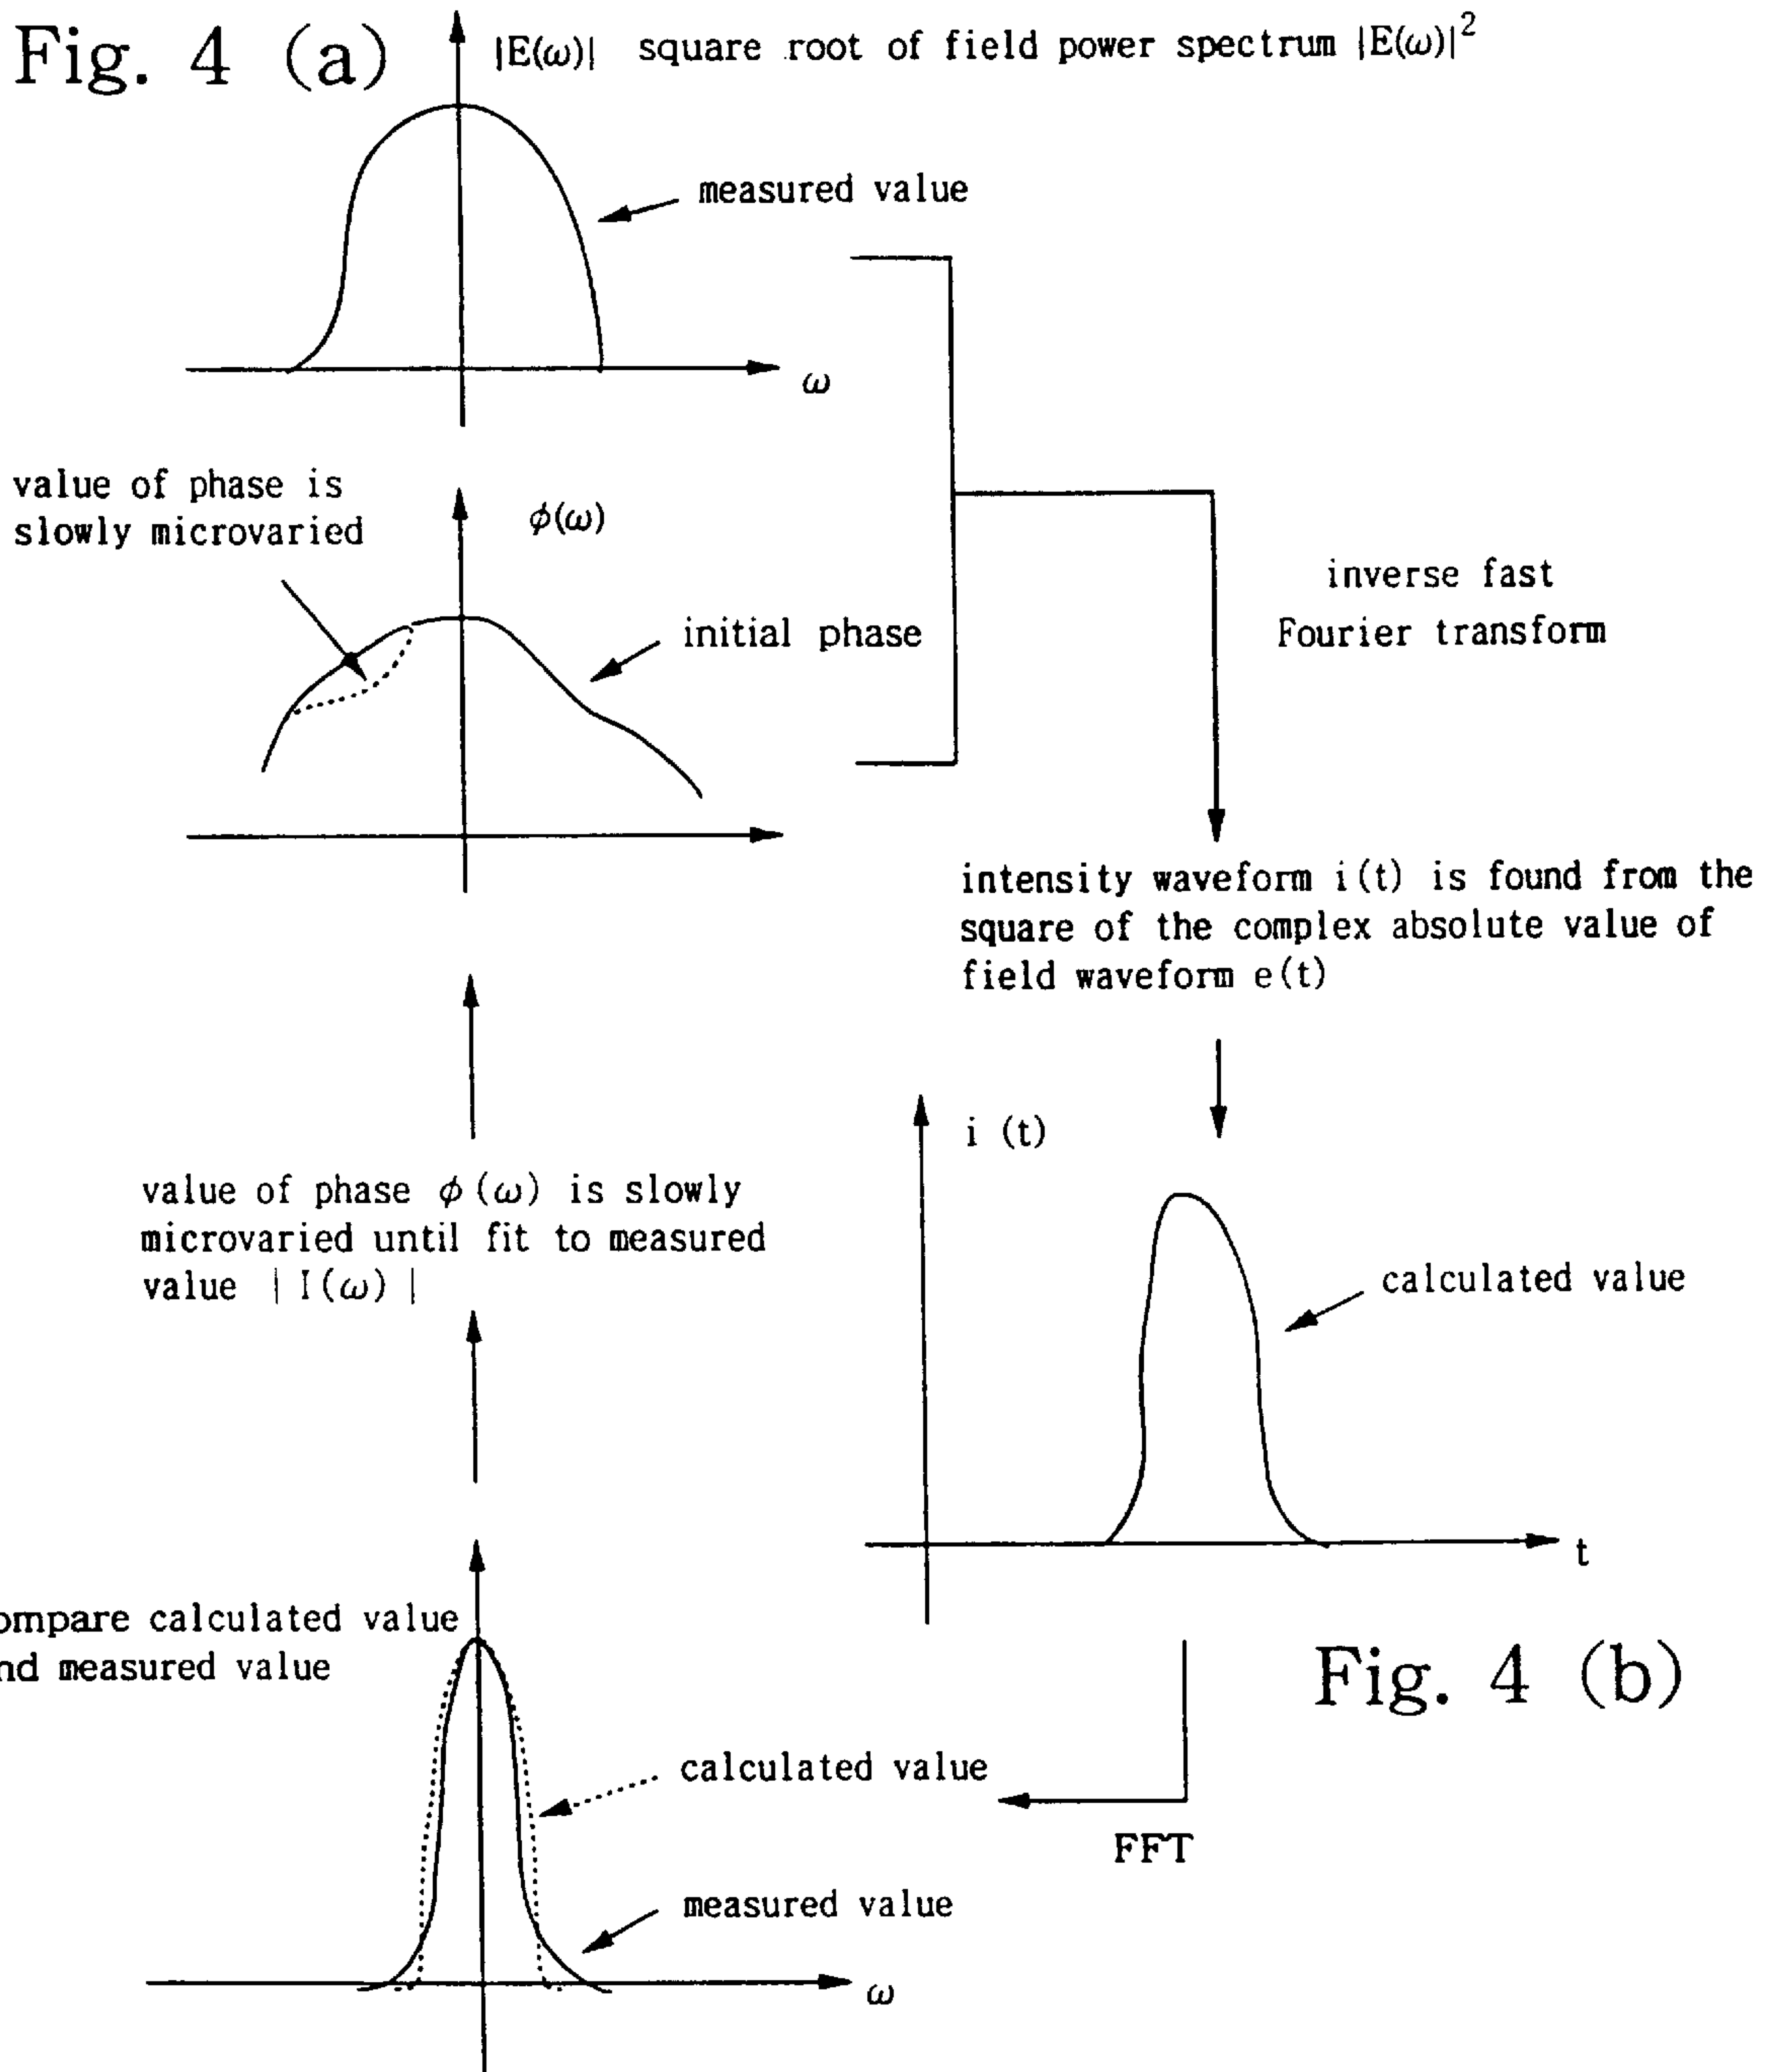 Fig. 4 (a)
|E(ω)| square root of field power spectrum |E(ω)|²
measured value
ω
value of phase is
slowly microvaried
ϕ(ω)
initial phase
inverse fast
Fourier transform
intensity waveform i(t) is found from the
square of the complex absolute value of
field waveform e(t)
i (t)
value of phase ϕ(ω) is slowly
microvaried until fit to measured
value |I(ω)|
calculated value
t
ompare calculated value
nd measured value
Fig. 4 (b)
calculated value
FFT
measured value
ω